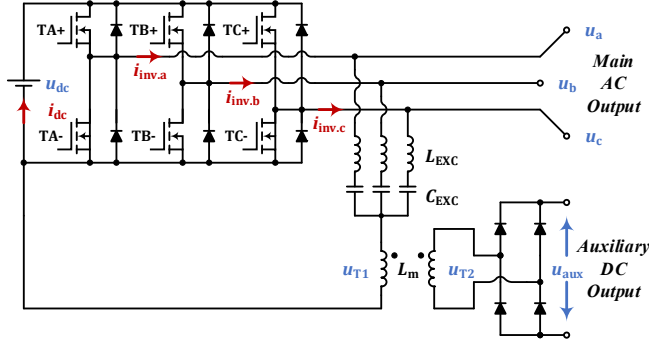 TA+ TB+ TC+
u_a
i_inv.a
Main
u_dc
u_b
AC
i_inv.b
Output
i_dc
i_inv.c
TA- TB- TC-
u_c
L_EXC
C_EXC
u_T1 L_m u_T2
u_aux
Auxiliary
DC
Output